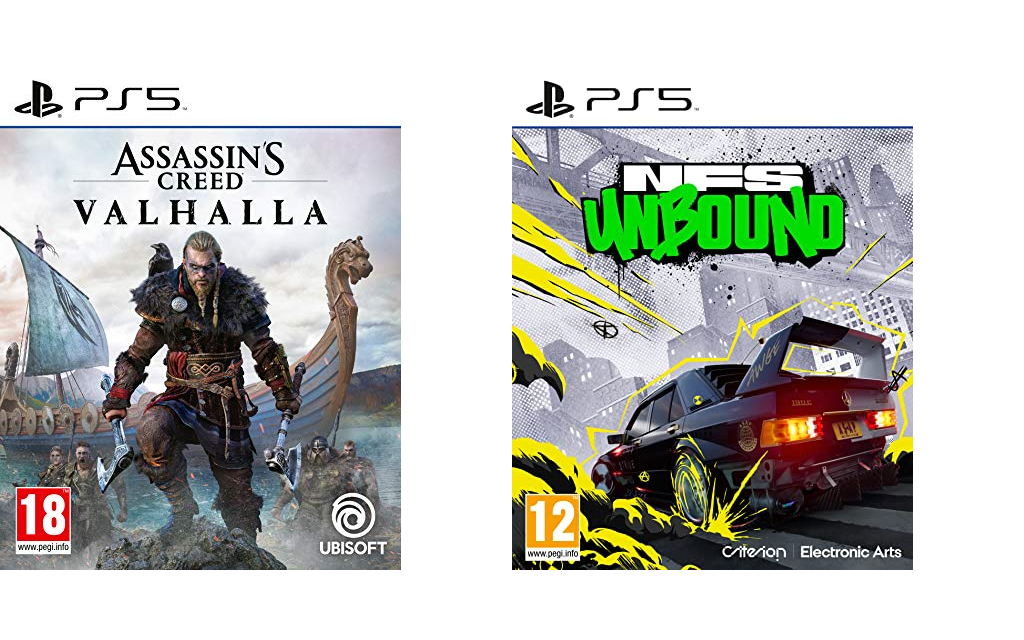 PS5
ASSASSIN'S
CREED
VALHALLA
18
www.pegi.info
UBISOFT
PS5
NFS
UNBOUND
190E
12
www.pegi.info
Criterion
Electronic Arts